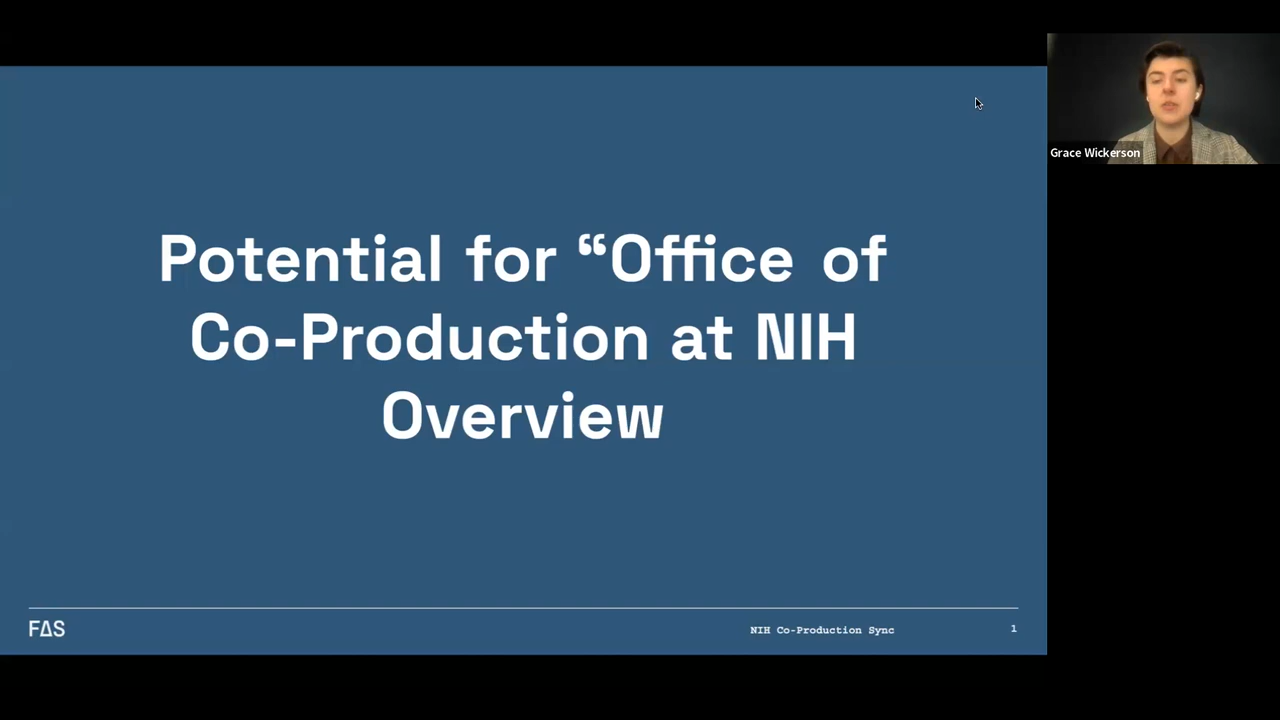 Potential for “Office of
Co-Production at NIH
Overview
FAS
NIH Co-Production Sync
1
Grace Wickerson